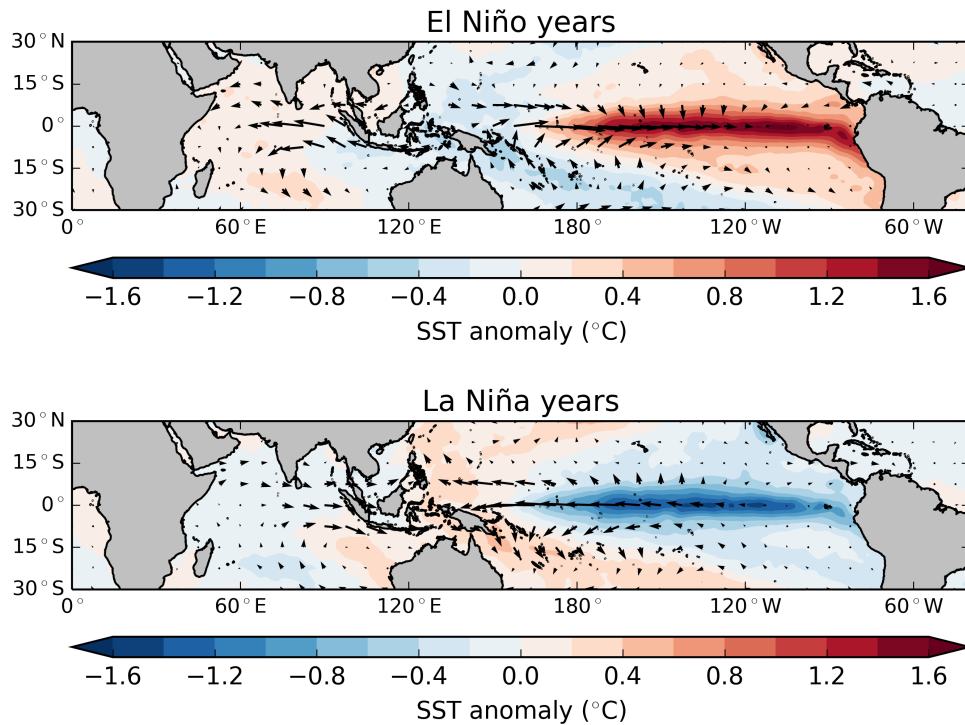 El Niño years
30°N
15°S
0°
15°S
30°S
0° 60°E 120°E 180° 120°W 60°W
−1.6 −1.2 −0.8 −0.4 0.0 0.4 0.8 1.2 1.6
SST anomaly (°C)
La Niña years
30°N
15°S
0°
15°S
30°S
0° 60°E 120°E 180° 120°W 60°W
−1.6 −1.2 −0.8 −0.4 0.0 0.4 0.8 1.2 1.6
SST anomaly (°C)